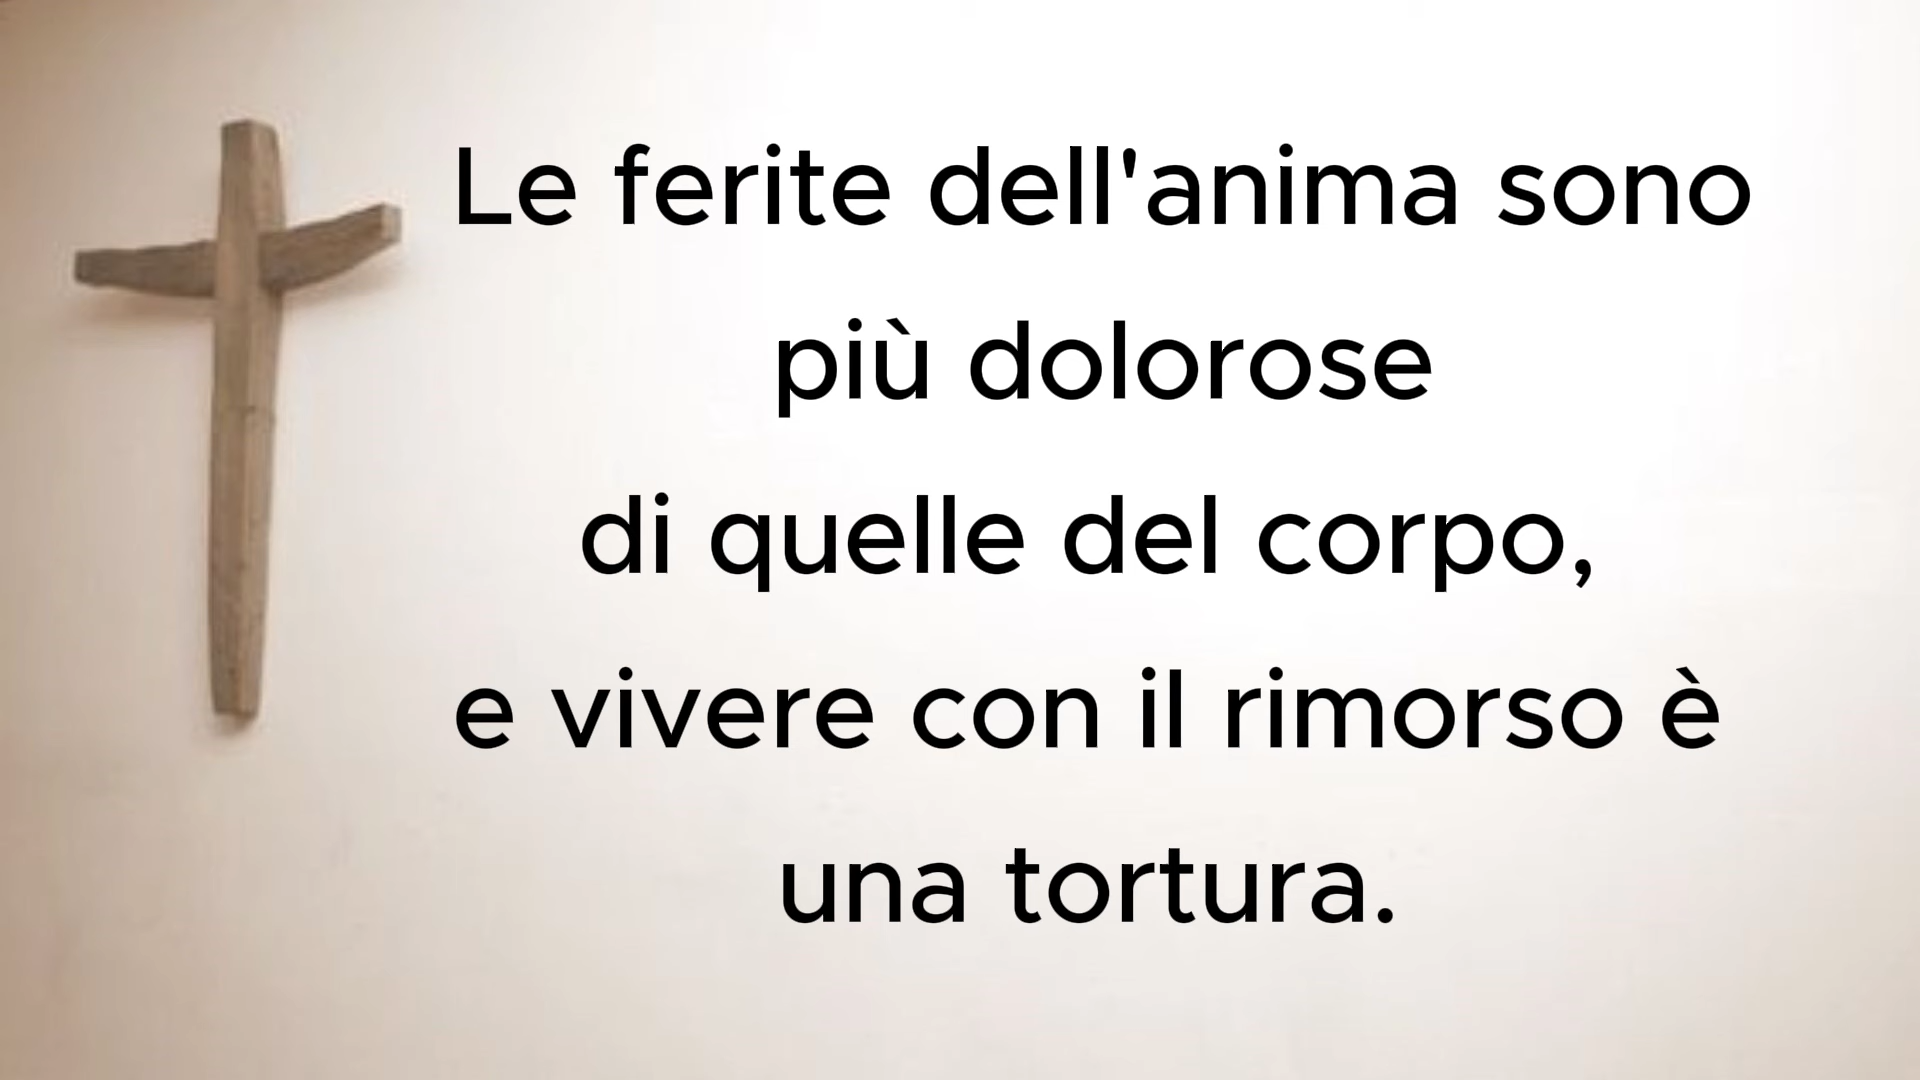 Le ferite dell'anima sono
più dolorose
di quelle del corpo,
e vivere con il rimorso è
una tortura.